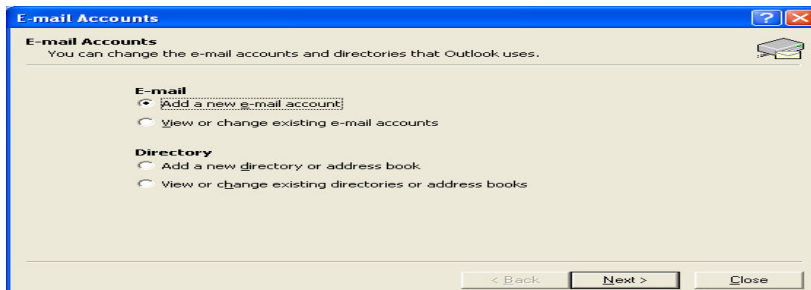 E-mail Accounts
E-mail Accounts
You can change the e-mail accounts and directories that Outlook uses.
E-mail
Add a new e-mail account
View or change existing e-mail accounts
Directory
Add a new directory or address book
View or change existing directories or address books
< Back Next > Close